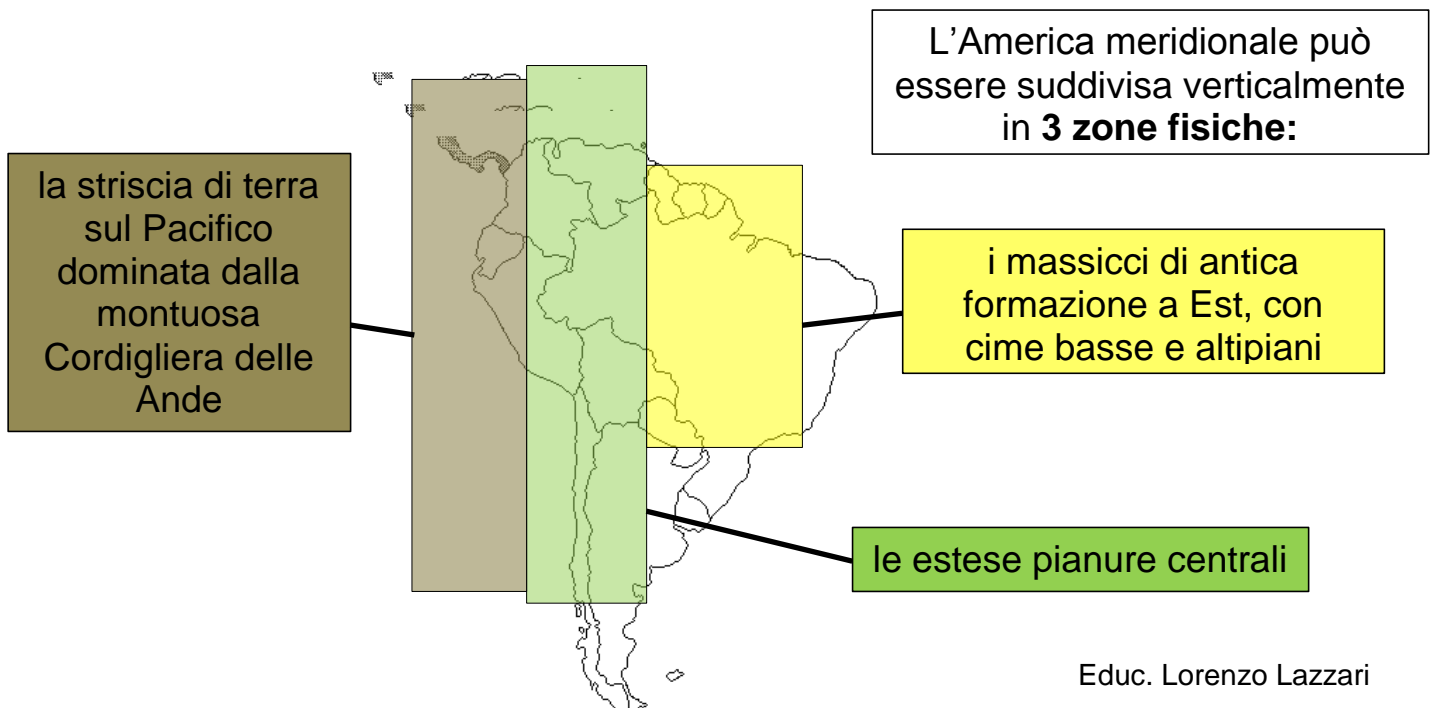 L’America meridionale può
essere suddivisa verticalmente
in 3 zone fisiche:
la striscia di terra
sul Pacifico
dominata dalla
montuosa
Cordigliera delle
Ande
i massicci di antica
formazione a Est, con
cime basse e altipiani
le estese pianure centrali
Educ. Lorenzo Lazzari